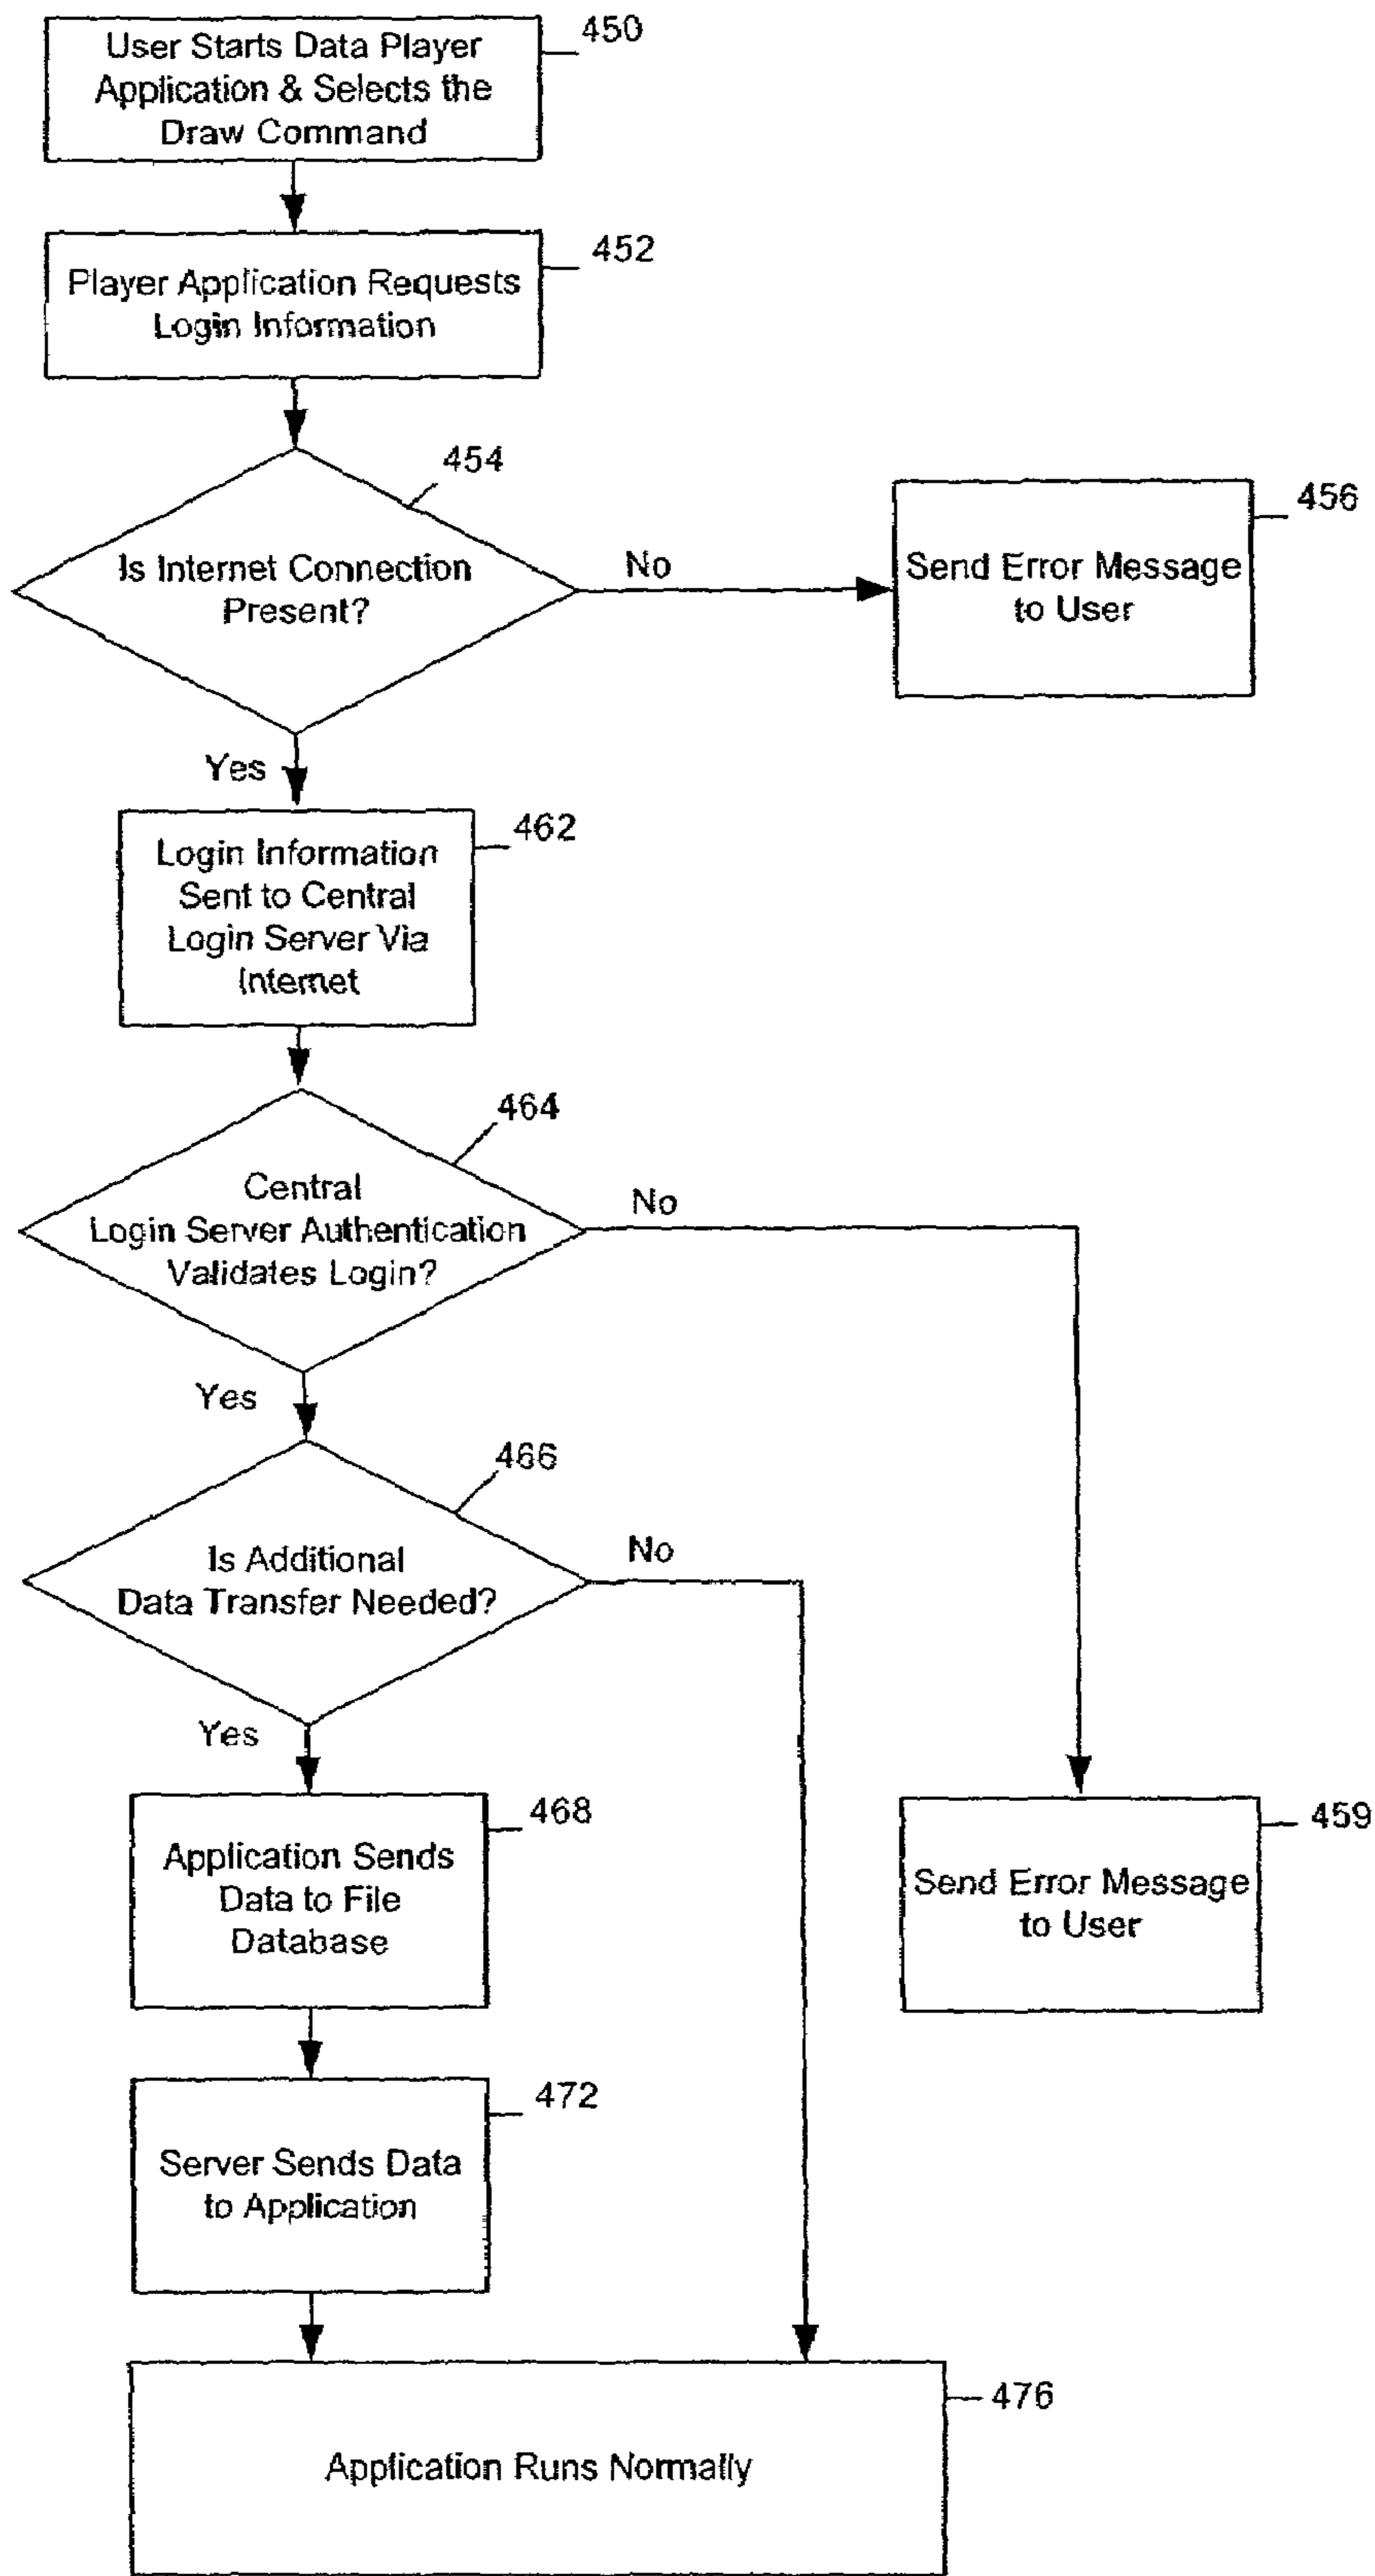 User Starts Data Player
Application & Selects the
Draw Command
450
Player Application Requests
Login Information
452
454
Is Internet Connection
Present?
No
Send Error Message
to User
456
Yes
Login Information
Sent to Central
Login Server Via
Internet
462
464
Central
Login Server Authentication
Validates Login?
No
Yes
466
Is Additional
Data Transfer Needed?
No
Yes
Application Sends
Data to File
Database
468
Send Error Message
to User
459
Server Sends Data
to Application
472
Application Runs Normally
476